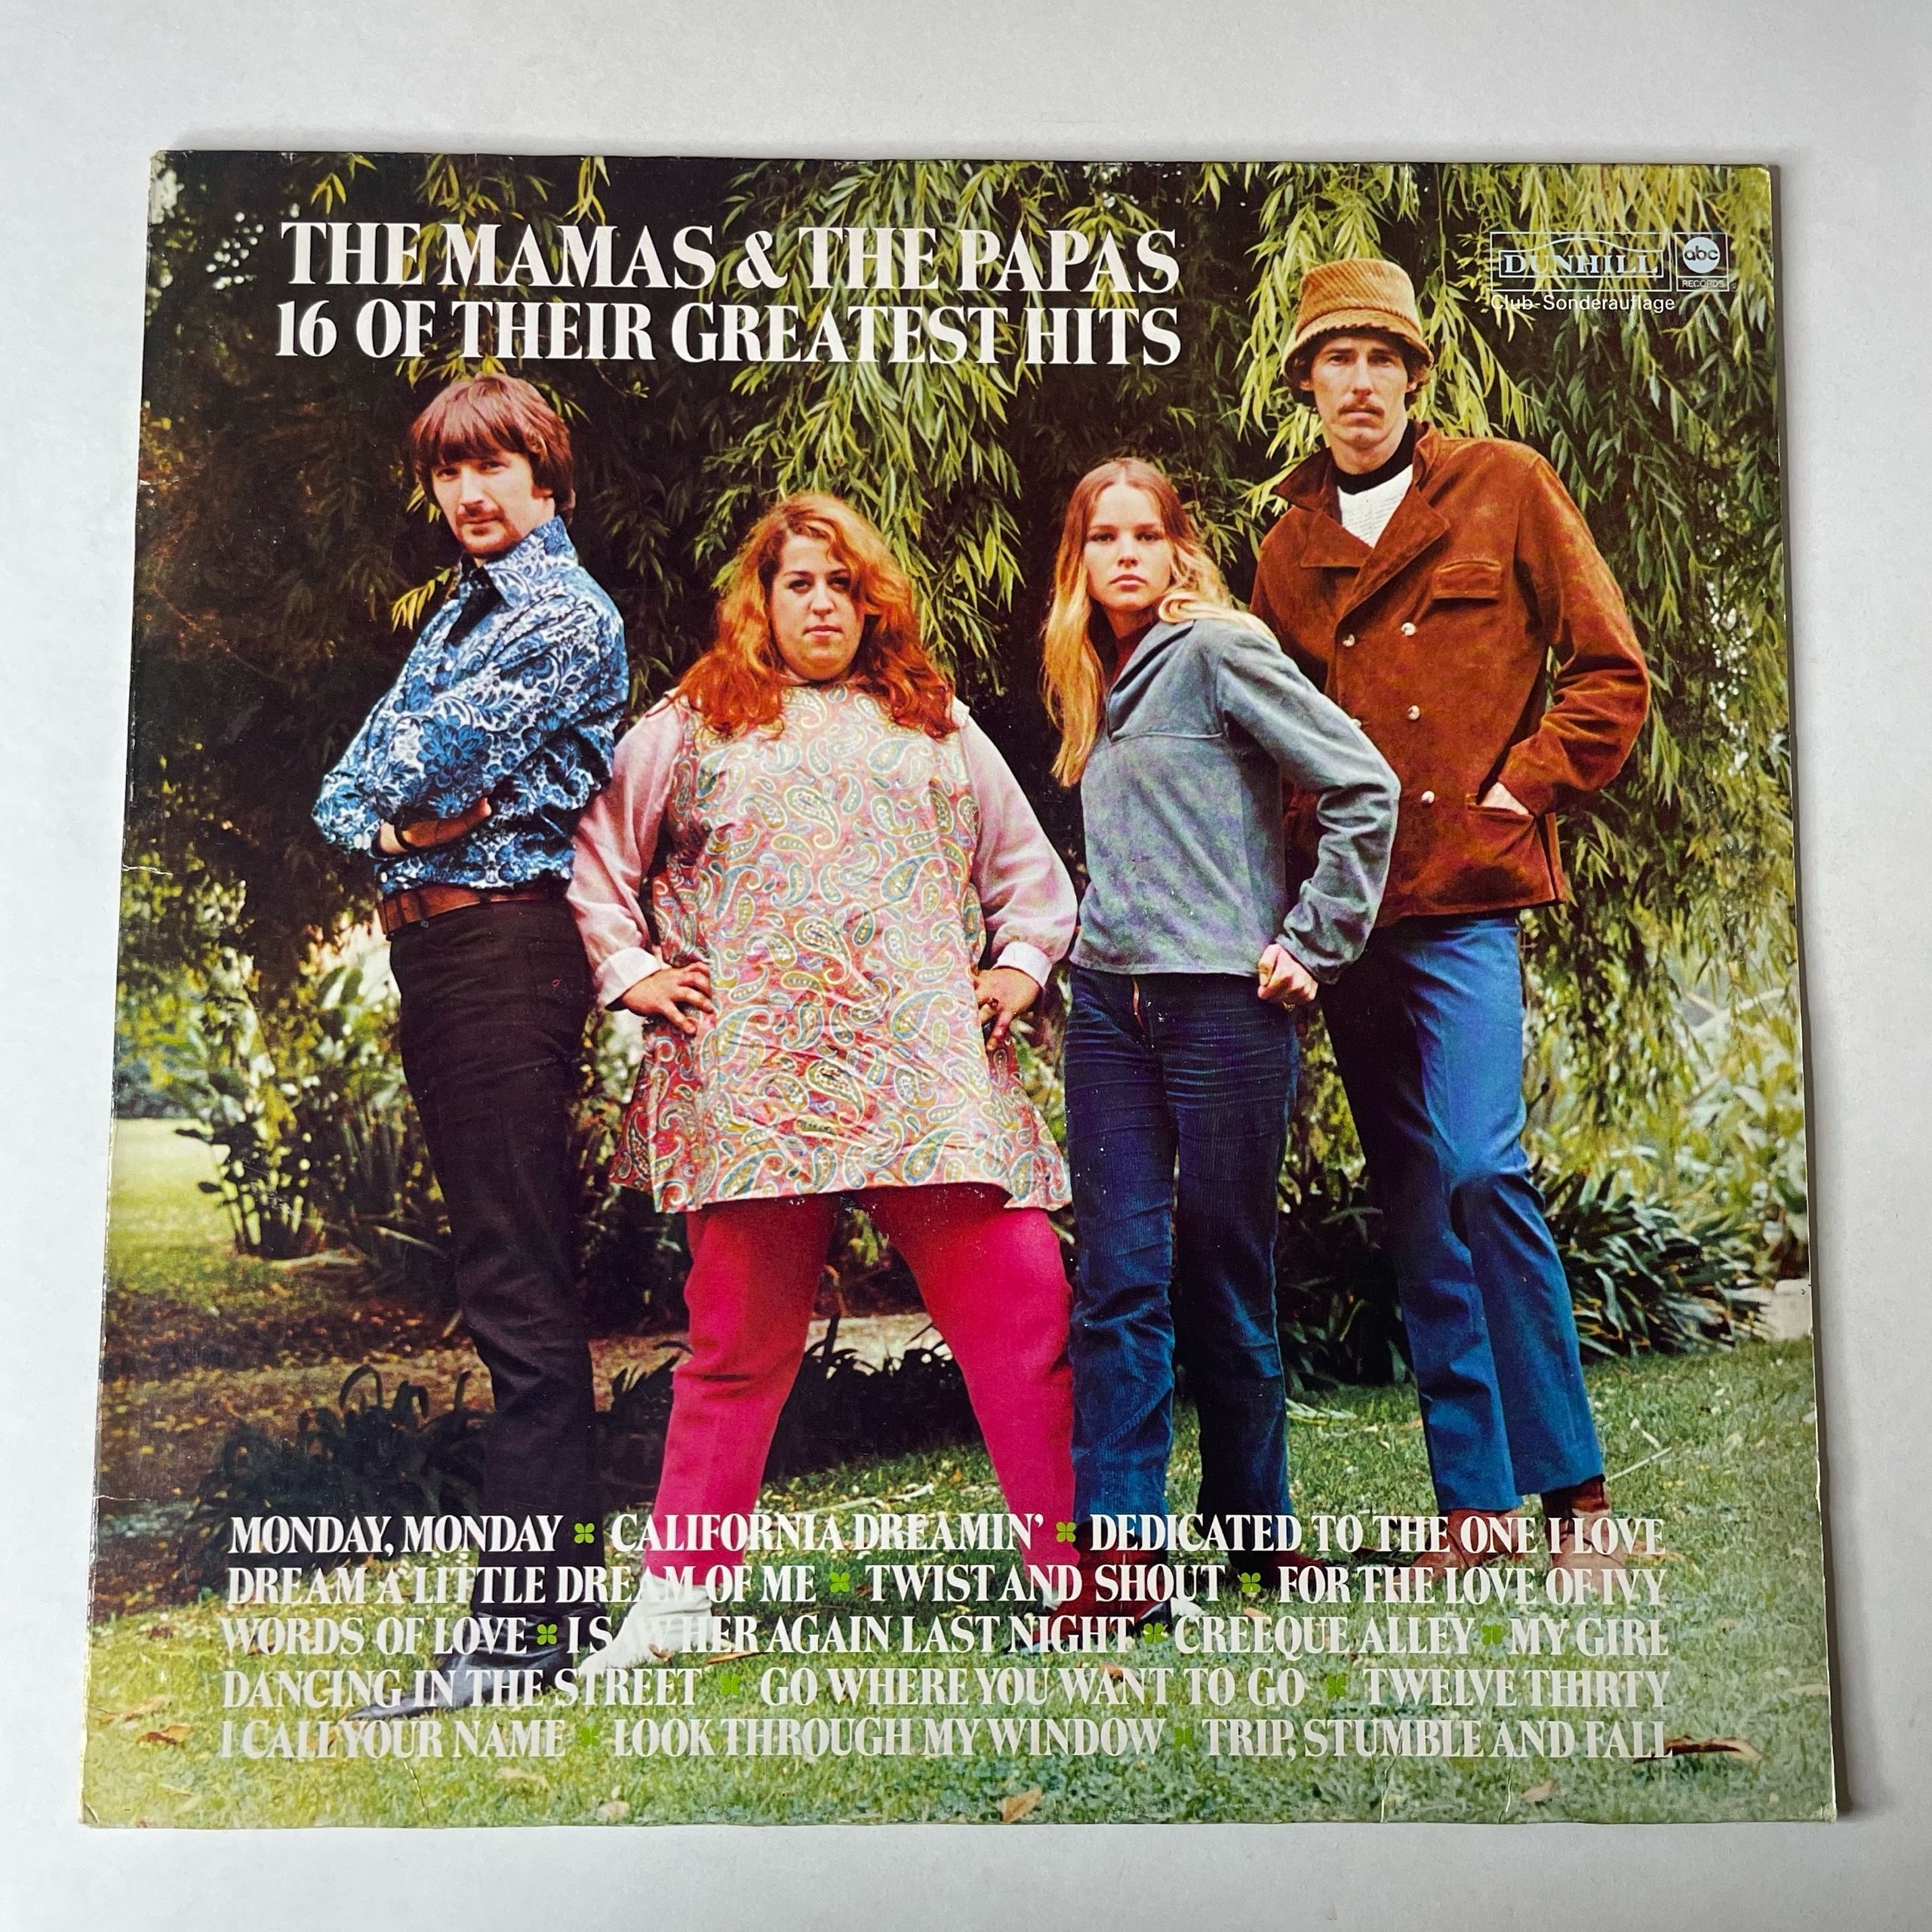 THE MAMAS & THE PAPAS
16 OF THEIR GREATEST HITS
DUNHILL
abc
RECORDS
Club-Sonderauflage
MONDAY, MONDAY CALIFORNIA DREAMIN' DEDICATED TO THE ONE I LOVE
DREAM A LITTLE DREAM OF ME TWIST AND SHOUT FOR THE LOVE OF IVY
WORDS OF LOVE I SAW HER AGAIN LAST NIGHT CREEQUE ALLEY MY GIRL
DANCING IN THE STREET GO WHERE YOU WANT TO GO TWELVE THIRTY
I CALL YOUR NAME LOOK THROUGH MY WINDOW TRIP, STUMBLE AND FALL